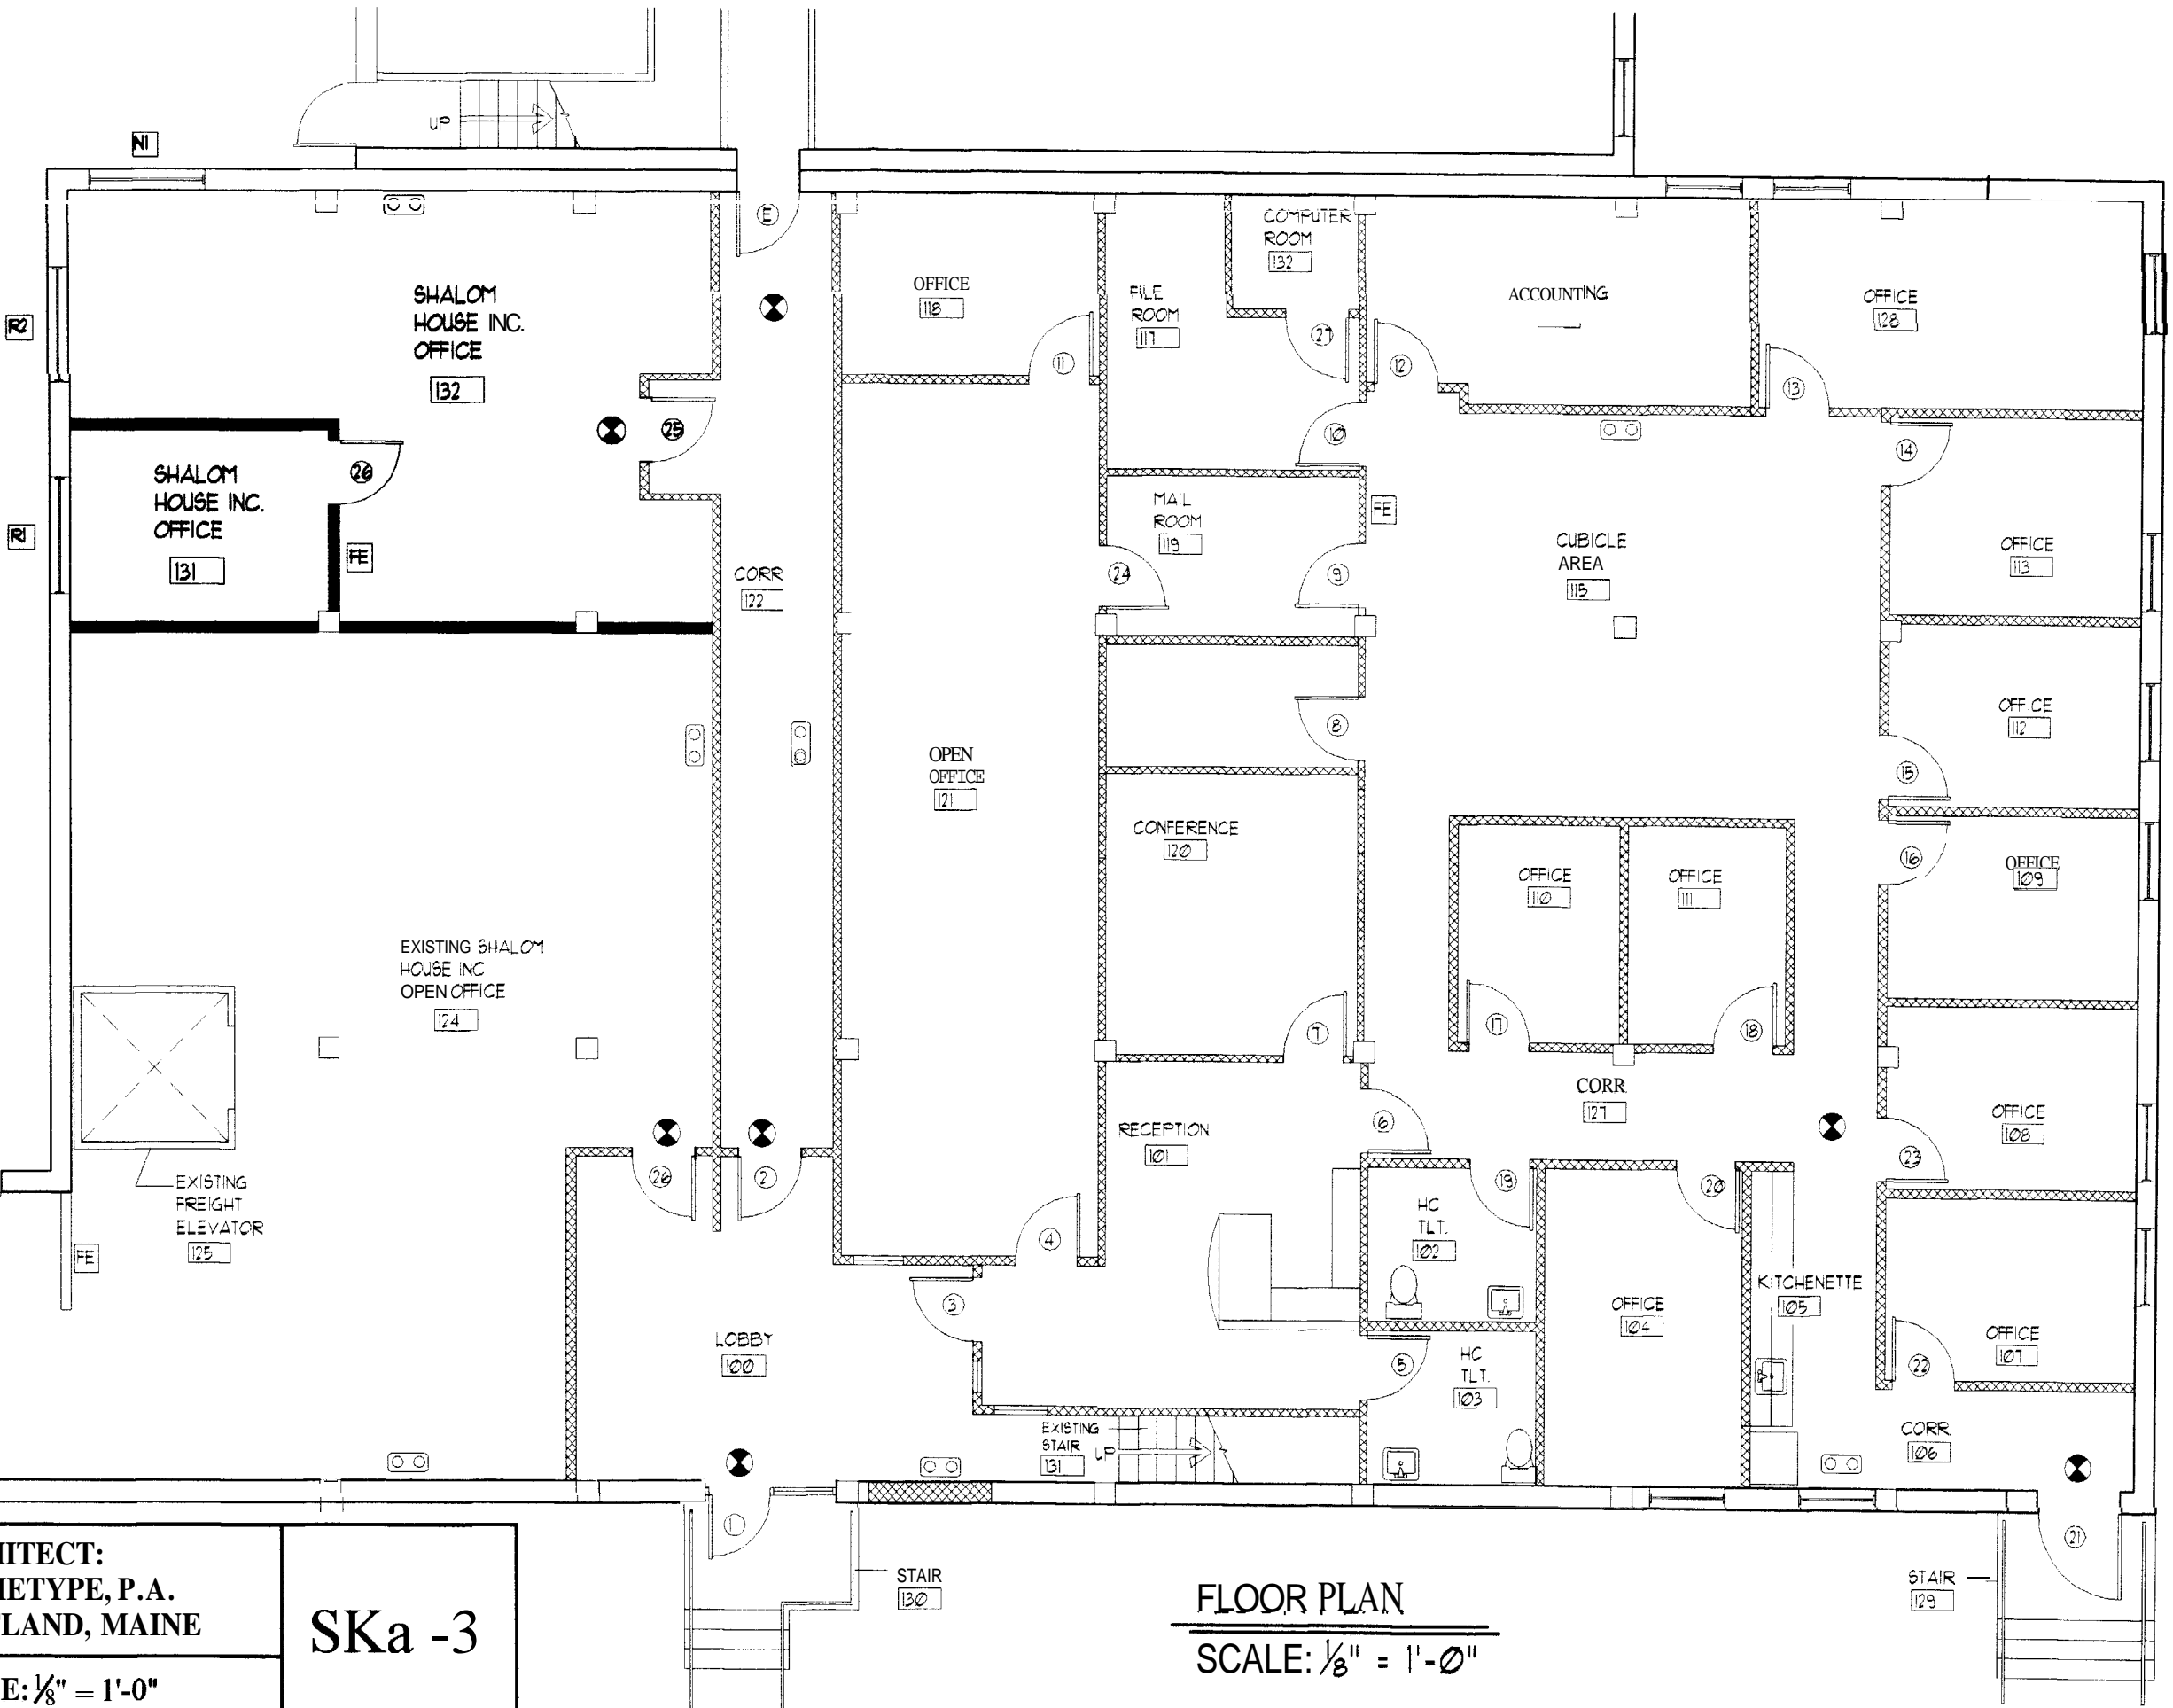 UP
N1
E
COMPUTER
ROOM
132
OFFICE
118
FILE
ROOM
117
ACCOUNTING
OFFICE
128
SHALOM
HOUSE INC.
OFFICE
132
R2
11
27
12
13
25
10
14
SHALOM
HOUSE INC.
OFFICE
131
26
FE
R1
MAIL
ROOM
119
FE
CUBICLE
AREA
115
OFFICE
113
CORR
122
24
9
OFFICE
112
8
15
OPEN
OFFICE
121
CONFERENCE
120
OFFICE
110
OFFICE
111
16
OFFICE
109
EXISTING SHALOM
HOUSE INC
OPEN OFFICE
124
7
17
18
CORR
127
RECEPTION
101
6
OFFICE
108
23
EXISTING
FREIGHT
ELEVATOR
125
FE
26
2
4
19
20
HC
TLT.
102
KITCHENETTE
105
3
OFFICE
104
LOBBY
100
5
HC
TLT.
103
OFFICE
107
22
EXISTING
STAIR
131
UP
CORR
106
1
21
STAIR
130
STAIR
129
HITECT:
HETYPE, P.A.
TLAND, MAINE
SKa -3
E: 1/8" = 1'-0"
FLOOR PLAN
SCALE: 1/8" = 1'-0"